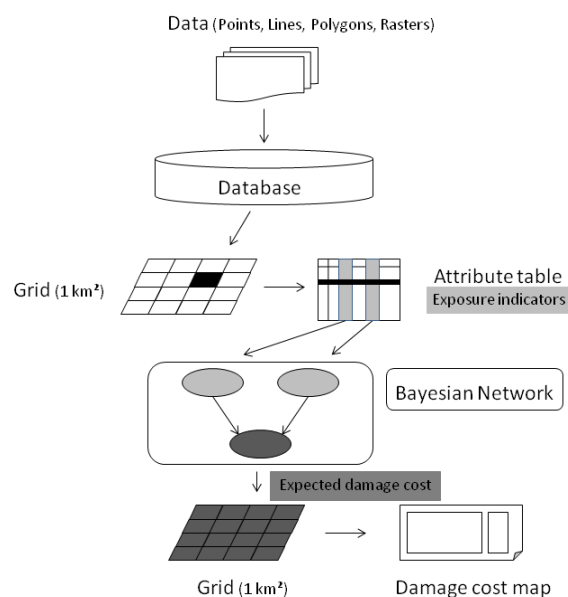 Data (Points, Lines, Polygons, Rasters)
Database
Grid (1 km²)
Attribute table
Exposure indicators
Bayesian Network
Expected damage cost
Grid (1 km²)
Damage cost map